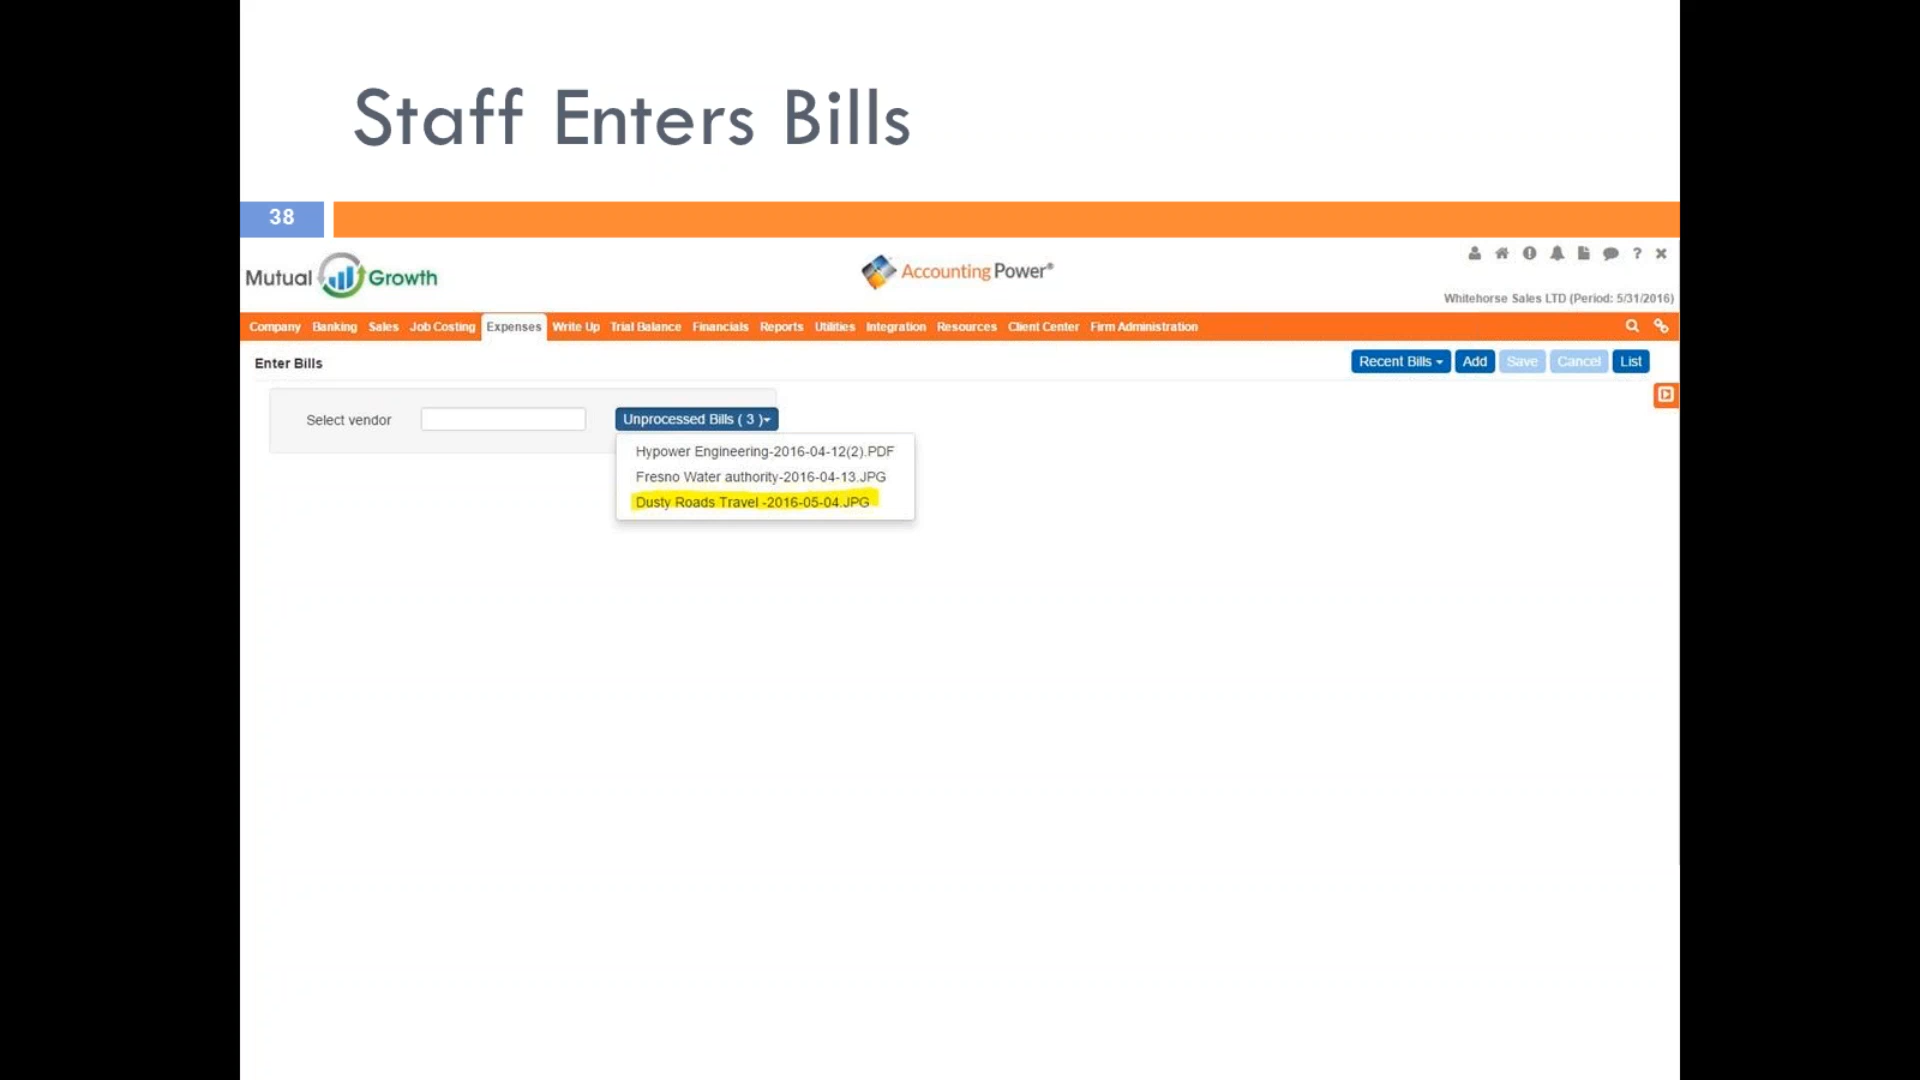 Staff Enters Bills
38
Mutual Growth
Accounting Power®
?
Whitehorse Sales LTD (Period: 5/31/2016)
Company Banking Sales Job Costing Expenses Write Up Trial Balance Financials Reports Utilities Integration Resources Client Center Firm Administration
Enter Bills
Recent Bills Add Save Cancel List
Select vendor
Unprocessed Bills ( 3 )
Hypower Engineering-2016-04-12(2).PDF
Fresno Water authority-2016-04-13.JPG
Dusty Roads Travel -2016-05-04.JPG